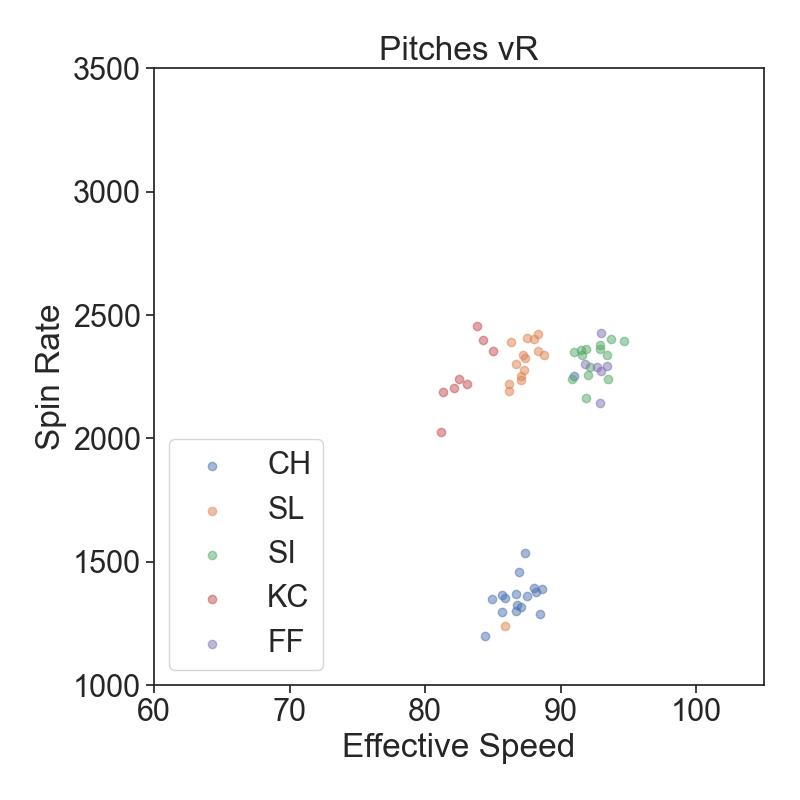 Pitches vR
3500
3000
2500
2000
1500
1000
Spin Rate
CH
SL
SI
KC
FF
60 70 80 90 100
Effective Speed